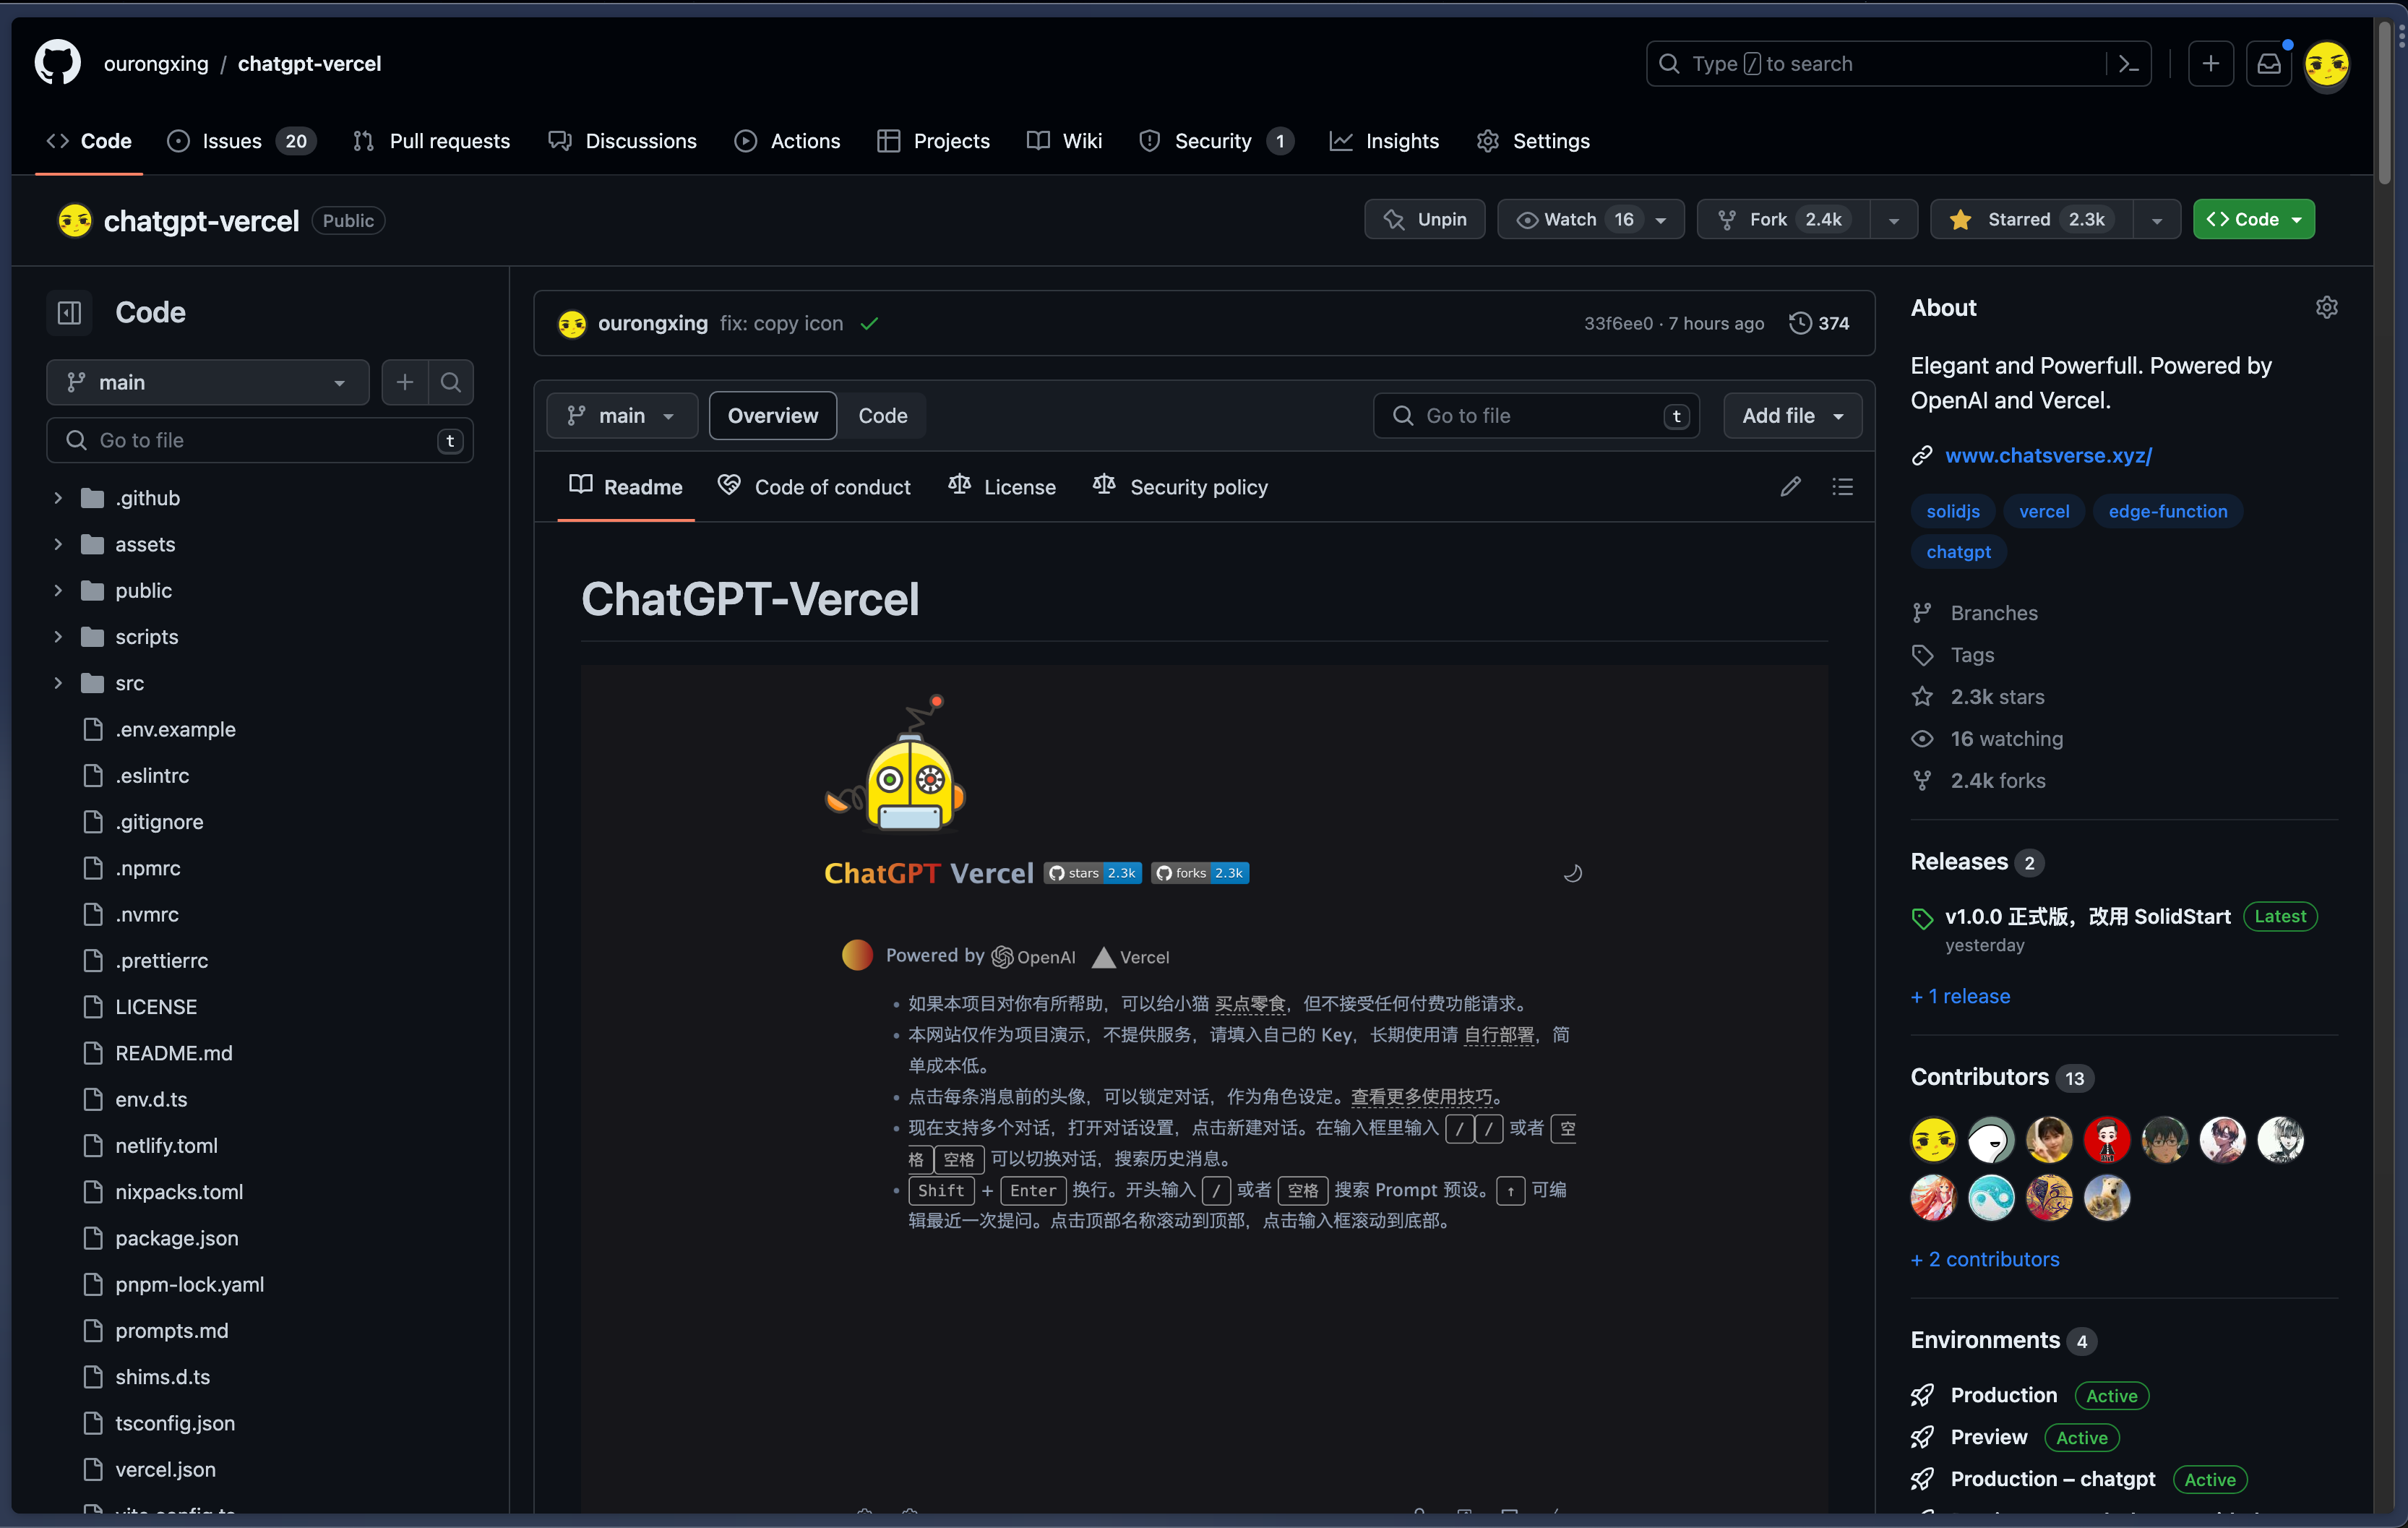 ourongxing / chatgpt-vercel
Type / to search
Code
Issues 20
Pull requests
Discussions
Actions
Projects
Wiki
Security 1
Insights
Settings
chatgpt-vercel Public
Unpin
Watch 16
Fork 2.4k
Starred 2.3k
Code
Code
main
Go to file t
.github
assets
public
scripts
src
.env.example
.eslintrc
.gitignore
.npmrc
.nvmrc
.prettierrc
LICENSE
README.md
env.d.ts
netlify.toml
nixpacks.toml
package.json
pnpm-lock.yaml
prompts.md
shims.d.ts
tsconfig.json
vercel.json
ourongxing fix: copy icon
33f6ee0 · 7 hours ago
374
main
Overview
Code
Go to file t
Add file
Readme
Code of conduct
License
Security policy
ChatGPT-Vercel
ChatGPT Vercel stars 2.3k forks 2.3k
Powered by OpenAI Vercel
• 如果本项目对你有所帮助，可以给小猫 买点零食，但不接受任何付费功能请求。
• 本网站仅作为项目演示，不提供服务，请填入自己的 Key，长期使用请 自行部署，简
单成本低。
• 点击每条消息前的头像，可以锁定对话，作为角色设定。查看更多使用技巧。
• 现在支持多个对话，打开对话设置，点击新建对话。在输入框里输入 / / 或者 空
格 空格 可以切换对话，搜索历史消息。
• Shift + Enter 换行。开头输入 / 或者 空格 搜索 Prompt 预设。↑ 可编
辑最近一次提问。点击顶部名称滚动到顶部，点击输入框滚动到底部。
About
Elegant and Powerfull. Powered by
OpenAI and Vercel.
www.chatsverse.xyz/
solidjs vercel edge-function
chatgpt
Branches
Tags
2.3k stars
16 watching
2.4k forks
Releases 2
v1.0.0 正式版，改用 SolidStart Latest
yesterday
+ 1 release
Contributors 13
+ 2 contributors
Environments 4
Production Active
Preview Active
Production – chatgpt Active